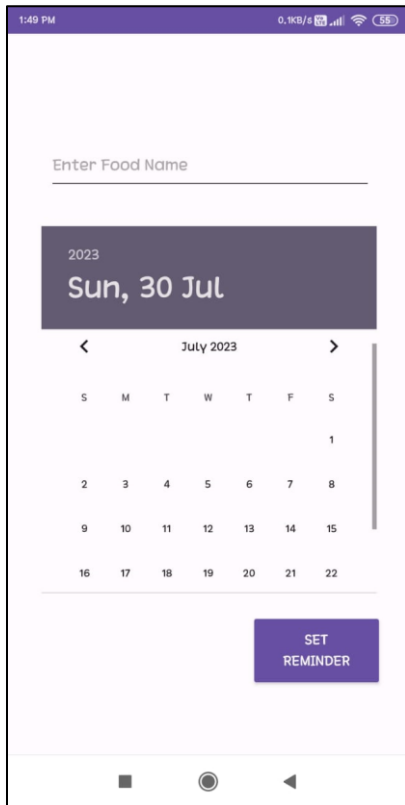 1:49 PM 0.1KB/s 55
Enter Food Name
2023
Sun, 30 Jul
July 2023
S M T W T F S
1
2 3 4 5 6 7 8
9 10 11 12 13 14 15
16 17 18 19 20 21 22
SET
REMINDER